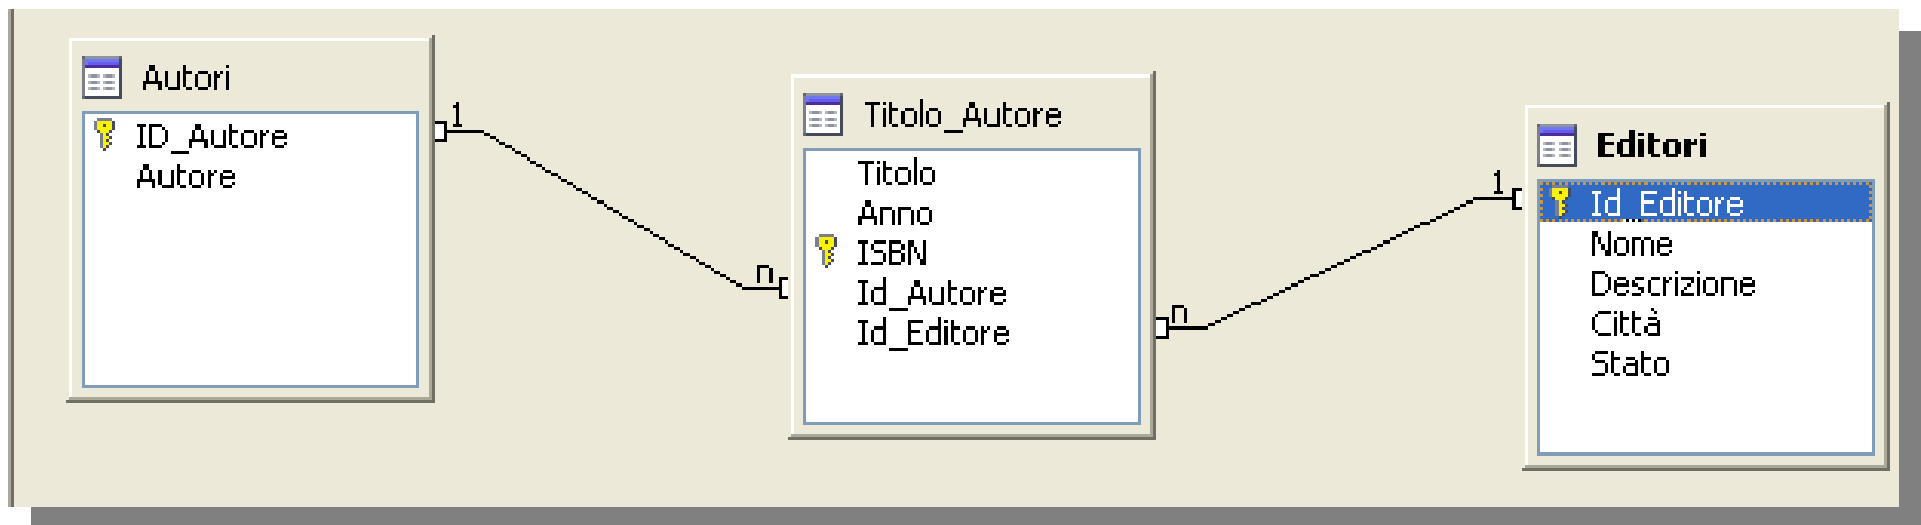 Autori
ID_Autore
Autore
1
n
Titolo_Autore
Titolo
Anno
ISBN
Id_Autore
Id_Editore
n
1
Editori
Id_Editore
Nome
Descrizione
Città
Stato